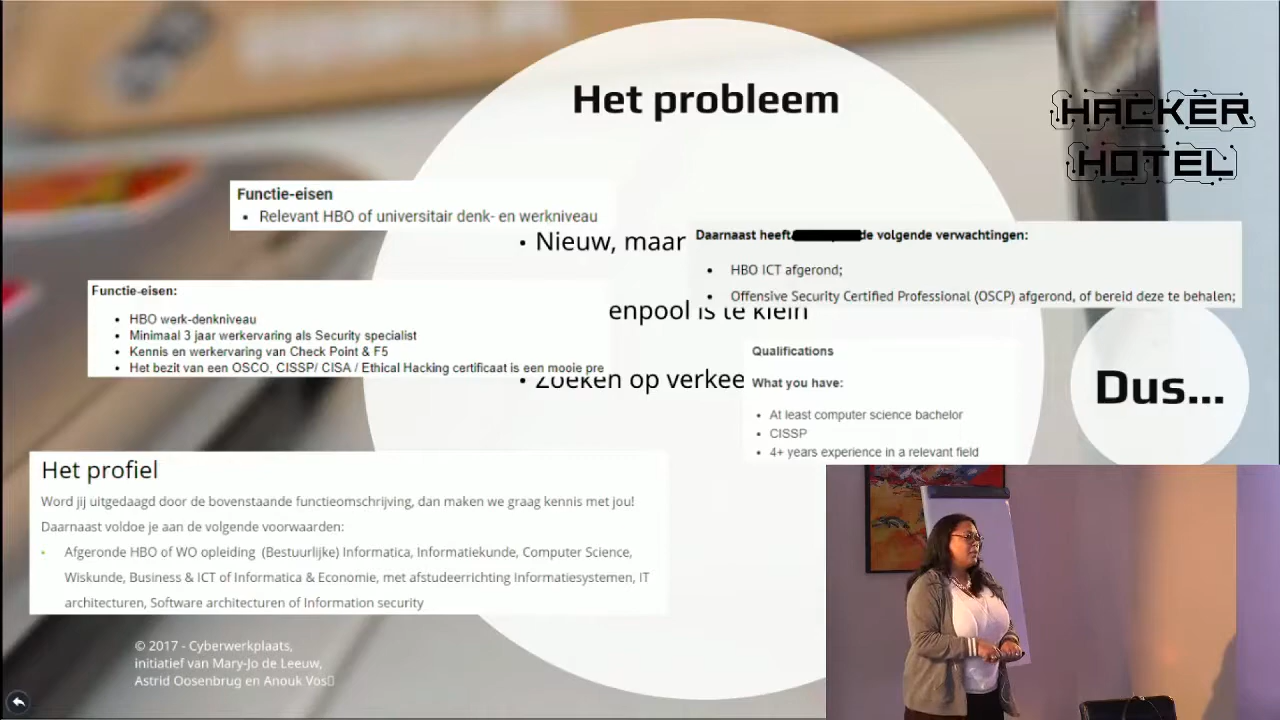 Het probleem
HACKER
HOTEL
Functie-eisen
• Relevant HBO of universitair denk- en werkniveau
• Nieuw, maar
Darnaast heeft de volgende verwachtingen:
• HBO ICT afgerond;
• Offensive Security Certified Professional (OSCP) afgerond, of bereid deze te behalen;
Functie-eisen:
• HBO werk-denkniveau
• Minimaal 3 jaar werkervaring als Security specialist
• Kennis en werkervaring van Check Point & F5
• Het bezit van een OSCO, CISSP/ CISA / Ethical Hacking certificaat is een mooie pre
enpool is te klein
• Zoeken op verkee
Qualifications
What you have:
• At least computer science bachelor
• CISSP
• 4+ years experience in a relevant field
Dus...
Het profiel
Word jij uitgedaagd door de bovenstaande functieomschrijving, dan maken we graag kennis met jou!
Daarnaast voldoe je aan de volgende voorwaarden:
• Afgeronde HBO of WO opleiding (Bestuurlijke) Informatica, Informatiekunde, Computer Science,
Wiskunde, Business & ICT of Informatica & Economie, met afstudeerrichting Informatiesystemen, IT
architecturen, Software architecturen of Information security
© 2017 - Cyberwerkplaats,
initiatief van Mary-Jo de Leeuw,
Astrid Oosenbrug en Anouk Vos